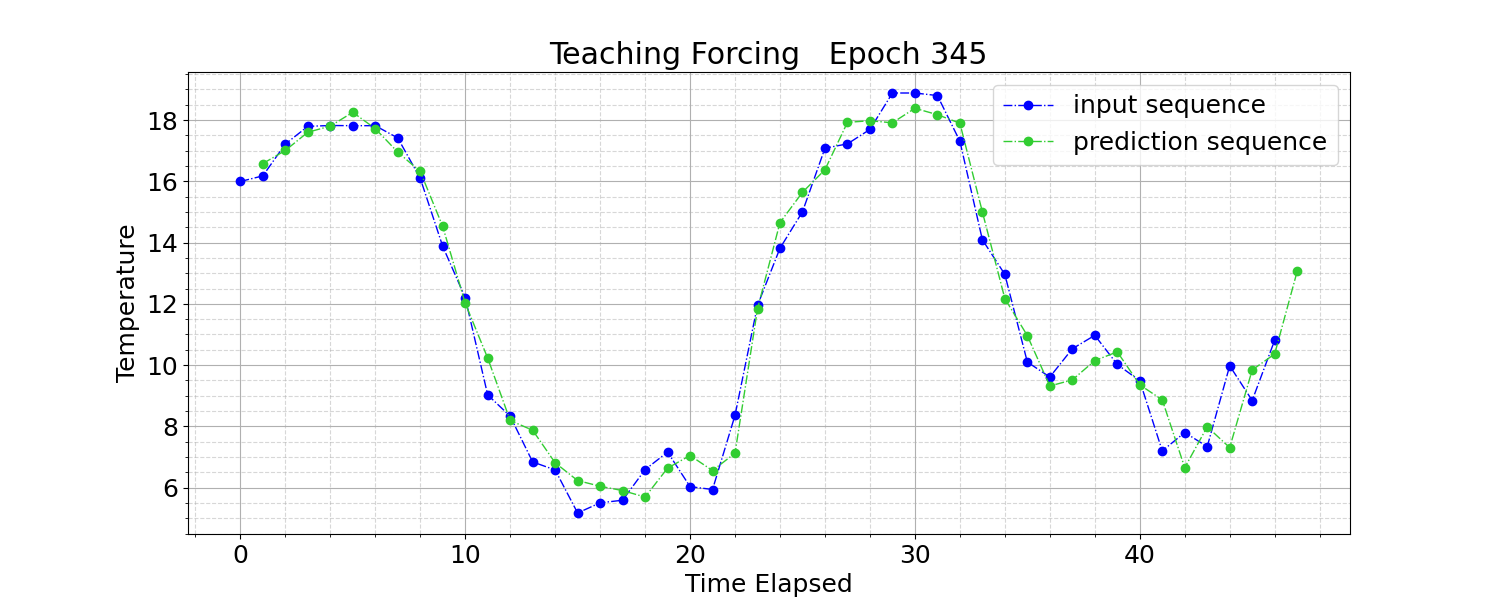 Teaching Forcing   Epoch 345
input sequence
prediction sequence
Temperature
18
16
14
12
10
8
6
0 10 20 30 40
Time Elapsed